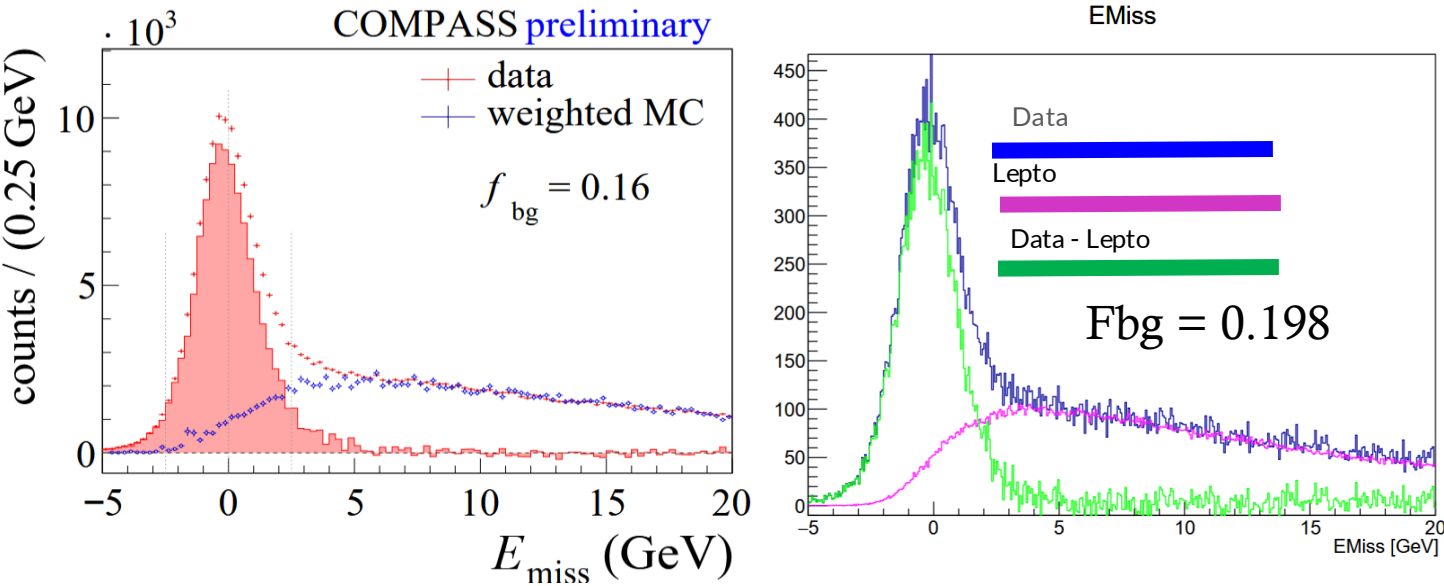 COMPASS preliminary
· 10³
data
weighted MC
f bg = 0.16
counts / (0.25 GeV)
10
5
0
−5 0 5 10 15 20
E miss (GeV)
EMiss
450
400
350
300
250
200
150
100
50
0
Data
Lepto
Data - Lepto
Fbg = 0.198
−5 0 5 10 15 20
EMiss [GeV]